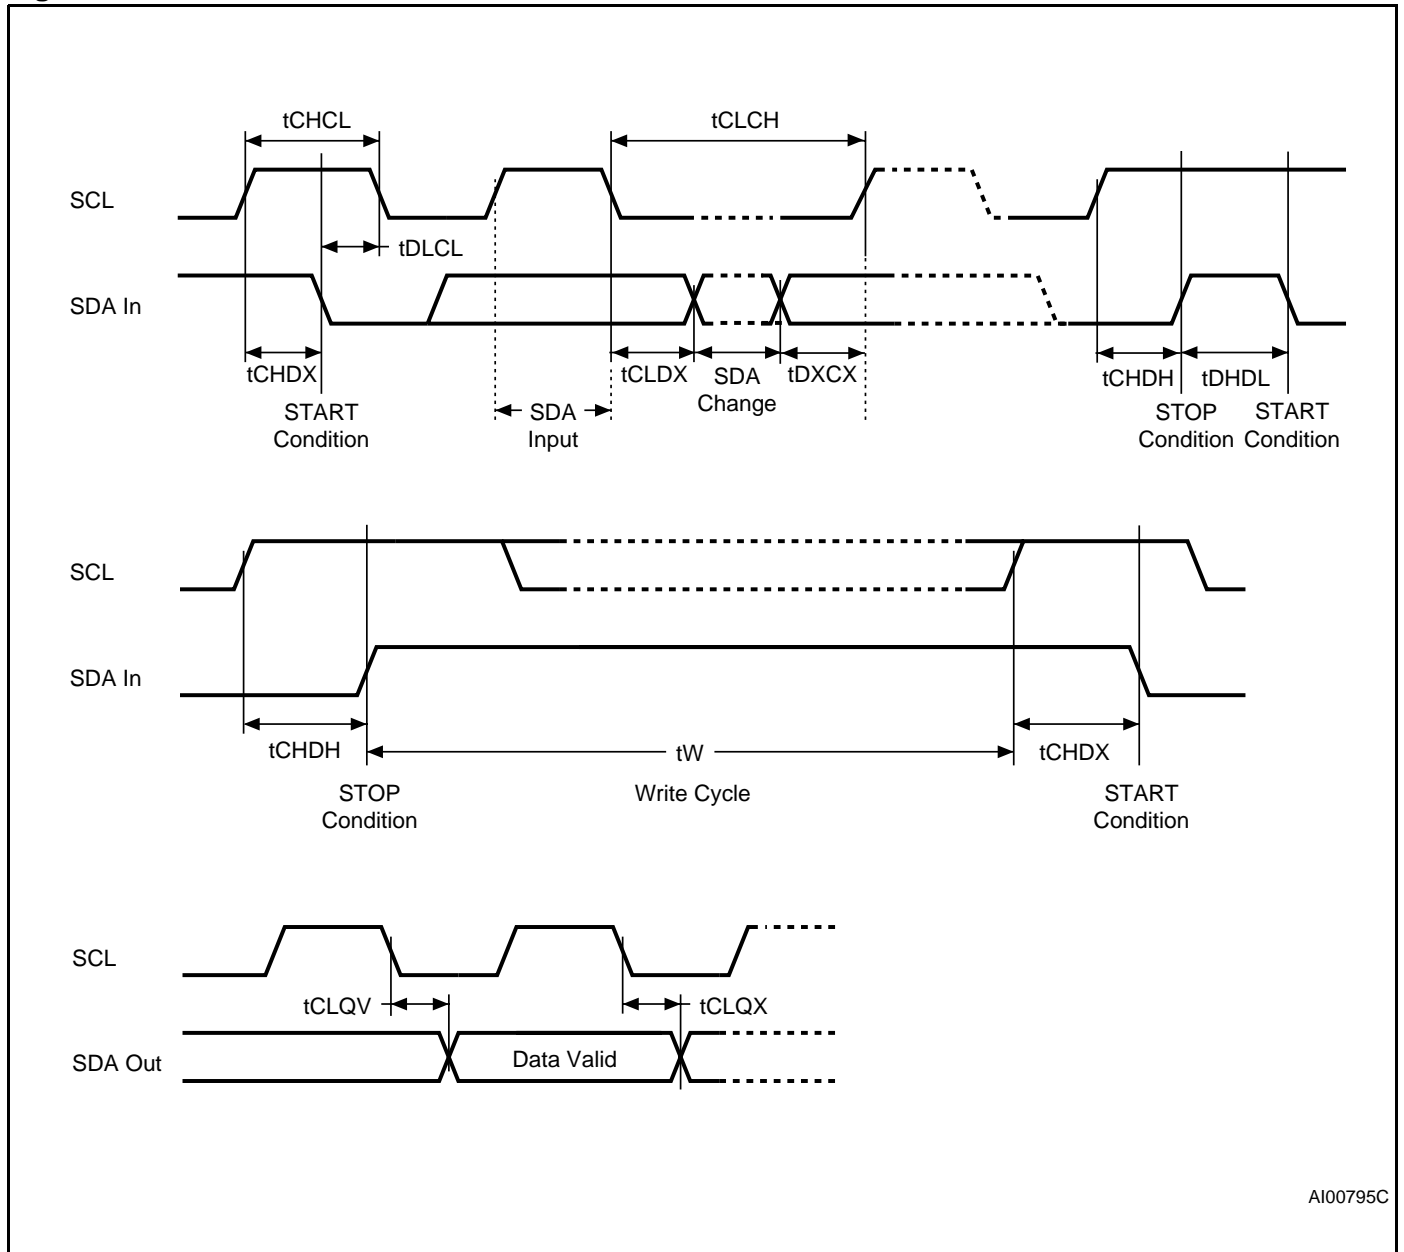 tCHCL
tCLCH
SCL
tDLCL
SDA In
tCHDX
tCLDX
SDA
Change
tDXCX
tCHDH
tDHDL
START
Condition
SDA
Input
STOP
Condition
START
Condition
SCL
SDA In
tCHDH
tW
tCHDX
STOP
Condition
Write Cycle
START
Condition
SCL
tCLQV
tCLQX
SDA Out
Data Valid
AI00795C